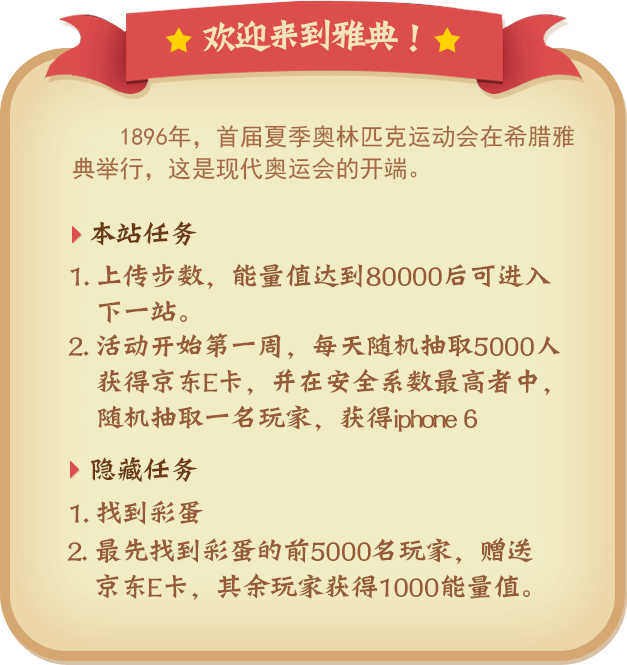 欢迎来到雅典！
1896年，首届夏季奥林匹克运动会在希腊雅
典举行，这是现代奥运会的开端。
本站任务
1. 上传步数，能量值达到80000后可进入
下一站。
2. 活动开始第一周，每天随机抽取5000人
获得京东E卡，并在安全系数最高者中，
随机抽取一名玩家，获得iphone 6
隐藏任务
1. 找到彩蛋
2. 最先找到彩蛋的前5000名玩家，赠送
京东E卡，其余玩家获得1000能量值。